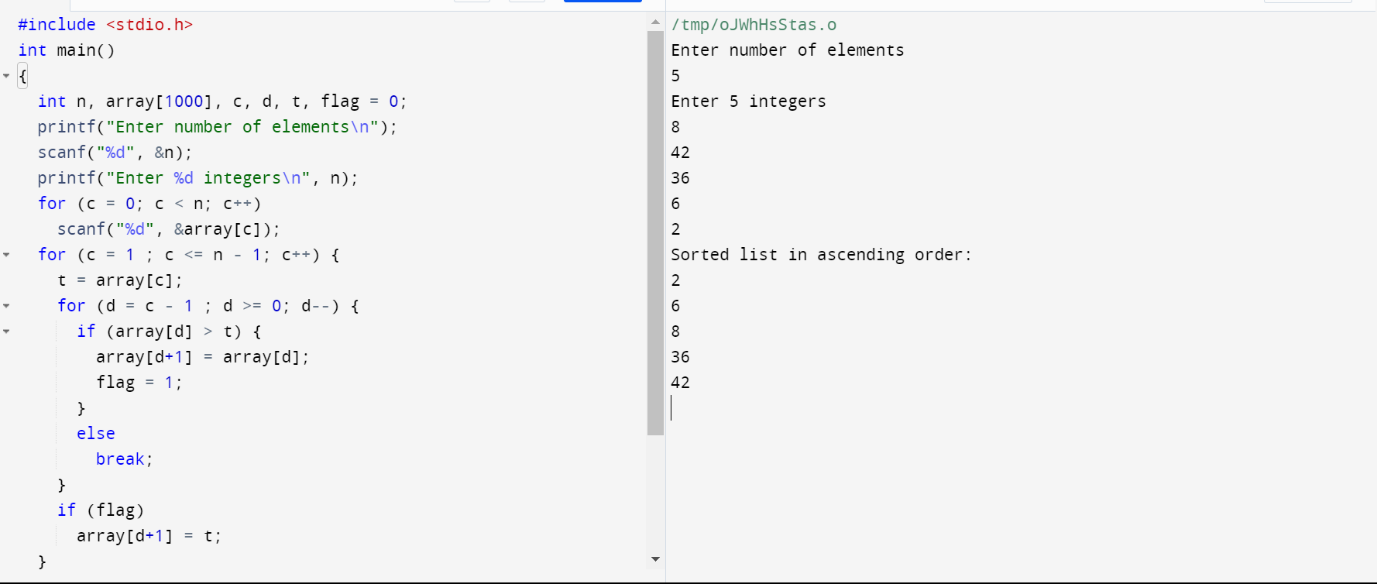 #include <stdio.h>
int main()
{
int n, array[1000], c, d, t, flag = 0;
printf("Enter number of elements\n");
scanf("%d", &n);
printf("Enter %d integers\n", n);
for (c = 0; c < n; c++)
scanf("%d", &array[c]);
for (c = 1 ; c <= n - 1; c++) {
t = array[c];
for (d = c - 1 ; d >= 0; d--) {
if (array[d] > t) {
array[d+1] = array[d];
flag = 1;
}
else
break;
}
if (flag)
array[d+1] = t;
}
/tmp/oJWhHsStas.o
Enter number of elements
5
Enter 5 integers
8
42
36
6
2
Sorted list in ascending order:
2
6
8
36
42